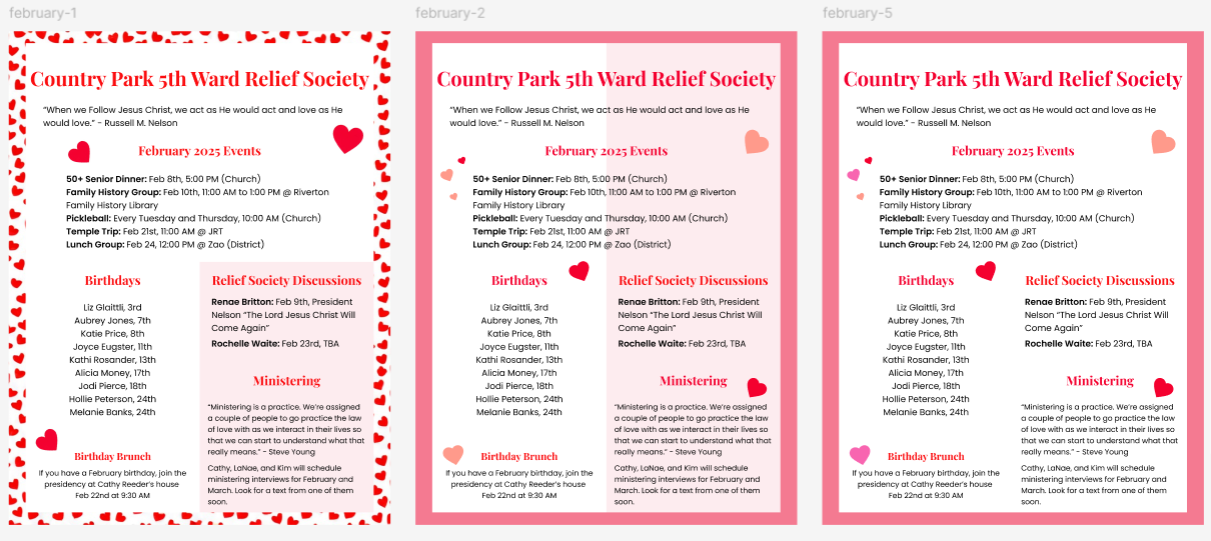 february-1
Country Park 5th Ward Relief Society
“When we Follow Jesus Christ, we act as He would act and love as He
would love.” - Russell M. Nelson
February 2025 Events
50+ Senior Dinner: Feb 8th, 5:00 PM (Church)
Family History Group: Feb 10th, 11:00 AM to 1:00 PM @ Riverton
Family History Library
Pickleball: Every Tuesday and Thursday, 10:00 AM (Church)
Temple Trip: Feb 21st, 11:00 AM @ JRT
Lunch Group: Feb 24, 12:00 PM @ Zao (District)
Birthdays
Liz Glaittli, 3rd
Aubrey Jones, 7th
Katie Price, 8th
Joyce Eugster, 11th
Kathi Rosander, 13th
Alicia Money, 17th
Jodi Pierce, 18th
Hollie Peterson, 24th
Melanie Banks, 24th
Birthday Brunch
If you have a February birthday, join the
presidency at Cathy Reeder's house
Feb 22nd at 9:30 AM
Relief Society Discussions
Renae Britton: Feb 9th, President
Nelson “The Lord Jesus Christ Will
Come Again”
Rochelle Waite: Feb 23rd, TBA
Ministering
“Ministering is a practice. We’re assigned
a couple of people to go practice the law
of love with as we interact in their lives so
that we can start to understand what that
really means.” - Steve Young
Cathy, LaNae, and Kim will schedule
ministering interviews for February and
March. Look for a text from one of them
soon.
february-2
Country Park 5th Ward Relief Society
“When we Follow Jesus Christ, we act as He would act and love as He
would love.” - Russell M. Nelson
February 2025 Events
50+ Senior Dinner: Feb 8th, 5:00 PM (Church)
Family History Group: Feb 10th, 11:00 AM to 1:00 PM @ Riverton
Family History Library
Pickleball: Every Tuesday and Thursday, 10:00 AM (Church)
Temple Trip: Feb 21st, 11:00 AM @ JRT
Lunch Group: Feb 24, 12:00 PM @ Zao (District)
Birthdays
Liz Glaittli, 3rd
Aubrey Jones, 7th
Katie Price, 8th
Joyce Eugster, 11th
Kathi Rosander, 13th
Alicia Money, 17th
Jodi Pierce, 18th
Hollie Peterson, 24th
Melanie Banks, 24th
Birthday Brunch
If you have a February birthday, join the
presidency at Cathy Reeder's house
Feb 22nd at 9:30 AM
Relief Society Discussions
Renae Britton: Feb 9th, President
Nelson “The Lord Jesus Christ Will
Come Again”
Rochelle Waite: Feb 23rd, TBA
Ministering
“Ministering is a practice. We’re assigned
a couple of people to go practice the law
of love with as we interact in their lives so
that we can start to understand what that
really means.” - Steve Young
Cathy, LaNae, and Kim will schedule
ministering interviews for February and
March. Look for a text from one of them
soon.
february-5
Country Park 5th Ward Relief Society
“When we Follow Jesus Christ, we act as He would act and love as He
would love.” - Russell M. Nelson
February 2025 Events
50+ Senior Dinner: Feb 8th, 5:00 PM (Church)
Family History Group: Feb 10th, 11:00 AM to 1:00 PM @ Riverton
Family History Library
Pickleball: Every Tuesday and Thursday, 10:00 AM (Church)
Temple Trip: Feb 21st, 11:00 AM @ JRT
Lunch Group: Feb 24, 12:00 PM @ Zao (District)
Birthdays
Liz Glaittli, 3rd
Aubrey Jones, 7th
Katie Price, 8th
Joyce Eugster, 11th
Kathi Rosander, 13th
Alicia Money, 17th
Jodi Pierce, 18th
Hollie Peterson, 24th
Melanie Banks, 24th
Birthday Brunch
If you have a February birthday, join the
presidency at Cathy Reeder's house
Feb 22nd at 9:30 AM
Relief Society Discussions
Renae Britton: Feb 9th, President
Nelson “The Lord Jesus Christ Will
Come Again”
Rochelle Waite: Feb 23rd, TBA
Ministering
“Ministering is a practice. We’re assigned
a couple of people to go practice the law
of love with as we interact in their lives so
that we can start to understand what that
really means.” - Steve Young
Cathy, LaNae, and Kim will schedule
ministering interviews for February and
March. Look for a text from one of them
soon.